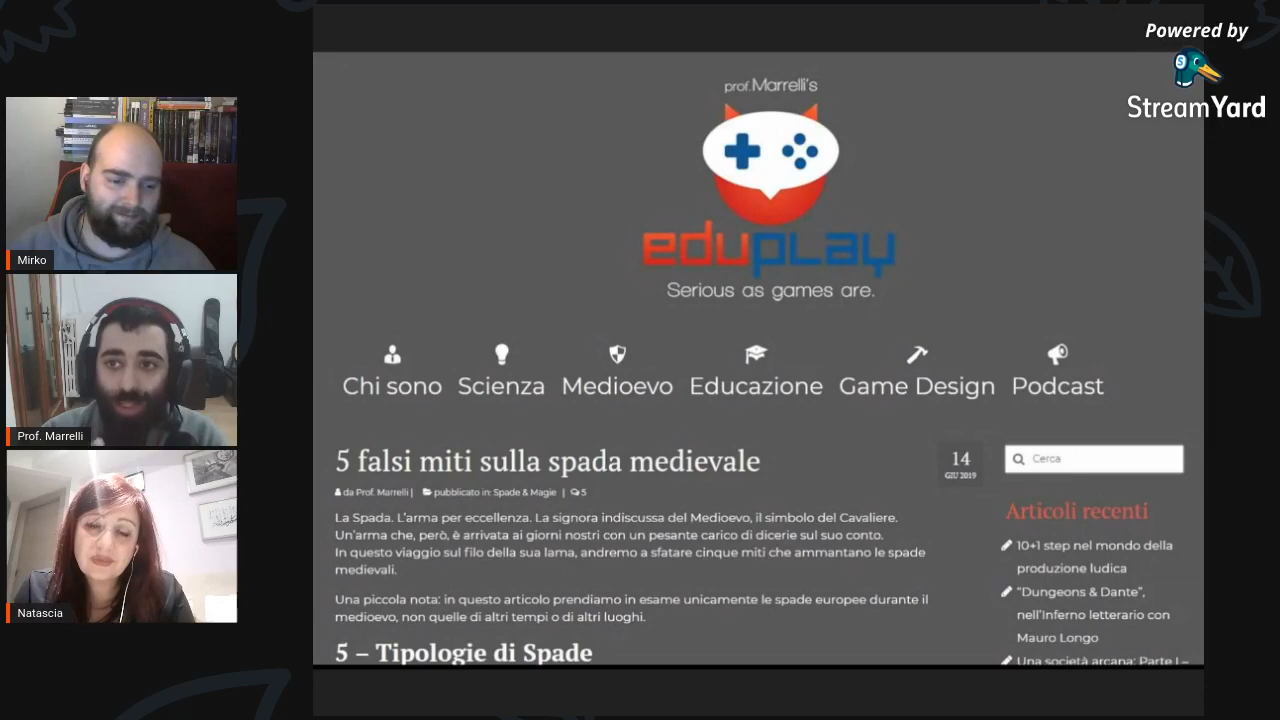 Powered by
StreamYard
Mirko
Prof. Marrelli
Natascia
prof.Marrelli's
eduplay
Serious as games are.
Chi sono
Scienza
Medioevo
Educazione
Game Design
Podcast
5 falsi miti sulla spada medievale
14
GIU 2019
da Prof. Marrelli |
pubblicato in: Spade & Magie |
5
La Spada. L'arma per eccellenza. La signora indiscussa del Medioevo, il simbolo del Cavaliere.
Un'arma che, però, è arrivata ai giorni nostri con un pesante carico di dicerie sul suo conto.
In questo viaggio sul filo della sua lama, andremo a sfatare cinque miti che ammantano le spade
medievali.
Una piccola nota: in questo articolo prendiamo in esame unicamente le spade europee durante il
medioevo, non quelle di altri tempi o di altri luoghi.
5 – Tipologie di Spade
Cerca
Articoli recenti
10+1 step nel mondo della
produzione ludica
“Dungeons & Dante”,
nell'Inferno letterario con
Mauro Longo
Una società arcana: Parte I –